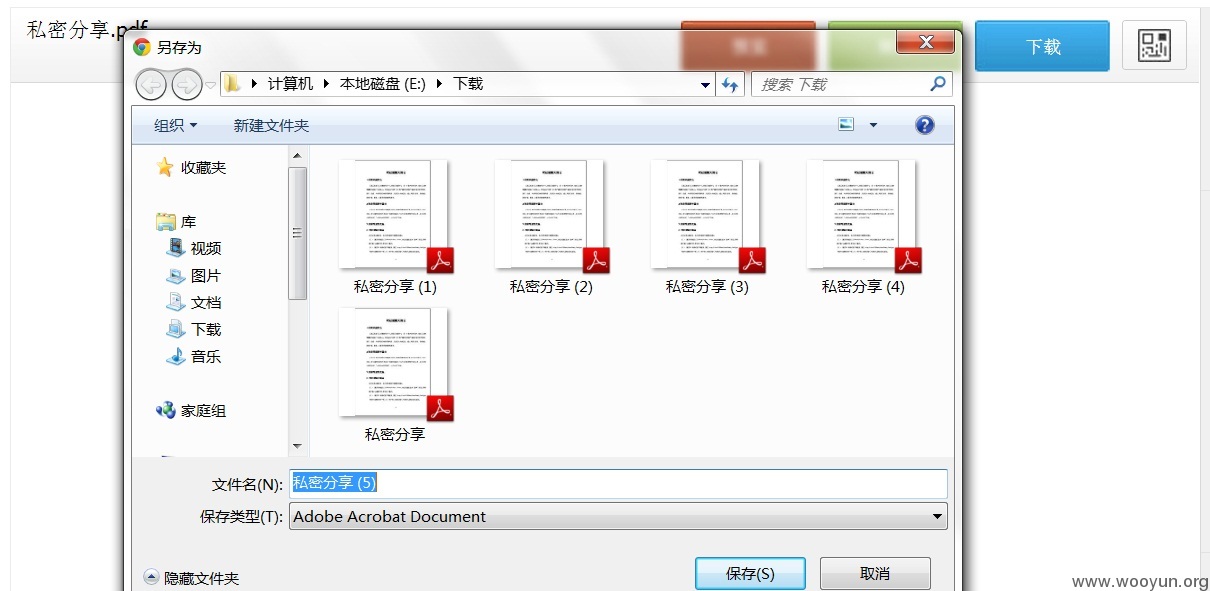 私密分享.pdf
另存为
下载
计算机 本地磁盘 (E:) 下载
搜索 下载
组织 新建文件夹
收藏夹
库
视频
图片
文档
下载
音乐
家庭组
私密分享 (1)
私密分享 (2)
私密分享 (3)
私密分享 (4)
私密分享
文件名(N): 私密分享 (5)
保存类型(T): Adobe Acrobat Document
隐藏文件夹
保存(S)
取消
www.wooyun.org